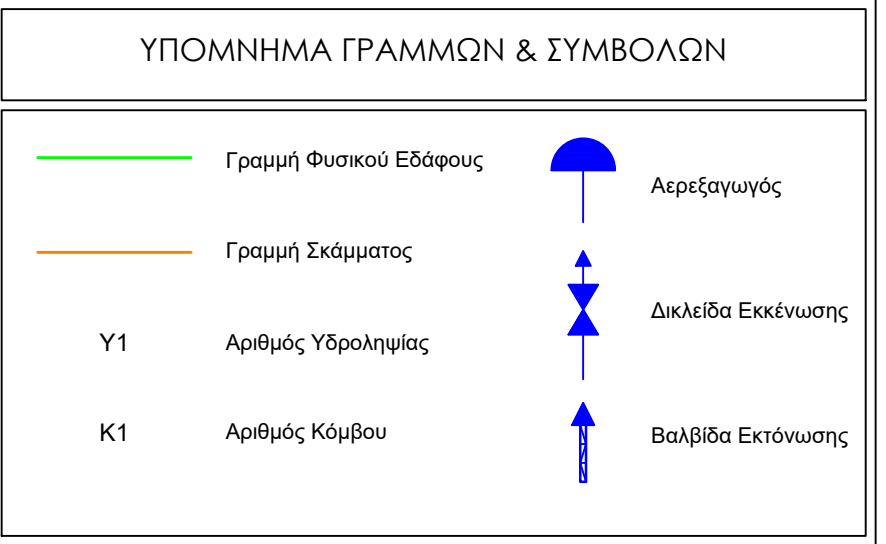 ΥΠΟΜΝΗΜΑ ΓΡΑΜΜΩΝ & ΣΥΜΒΟΛΩΝ
Γραμμή Φυσικού Εδάφους
Γραμμή Σκάμματος
Υ1 Αριθμός Υδροληψίας
Κ1 Αριθμός Κόμβου
Αερεξαγωγός
Δικλείδα Εκκένωσης
Βαλβίδα Εκτόνωσης